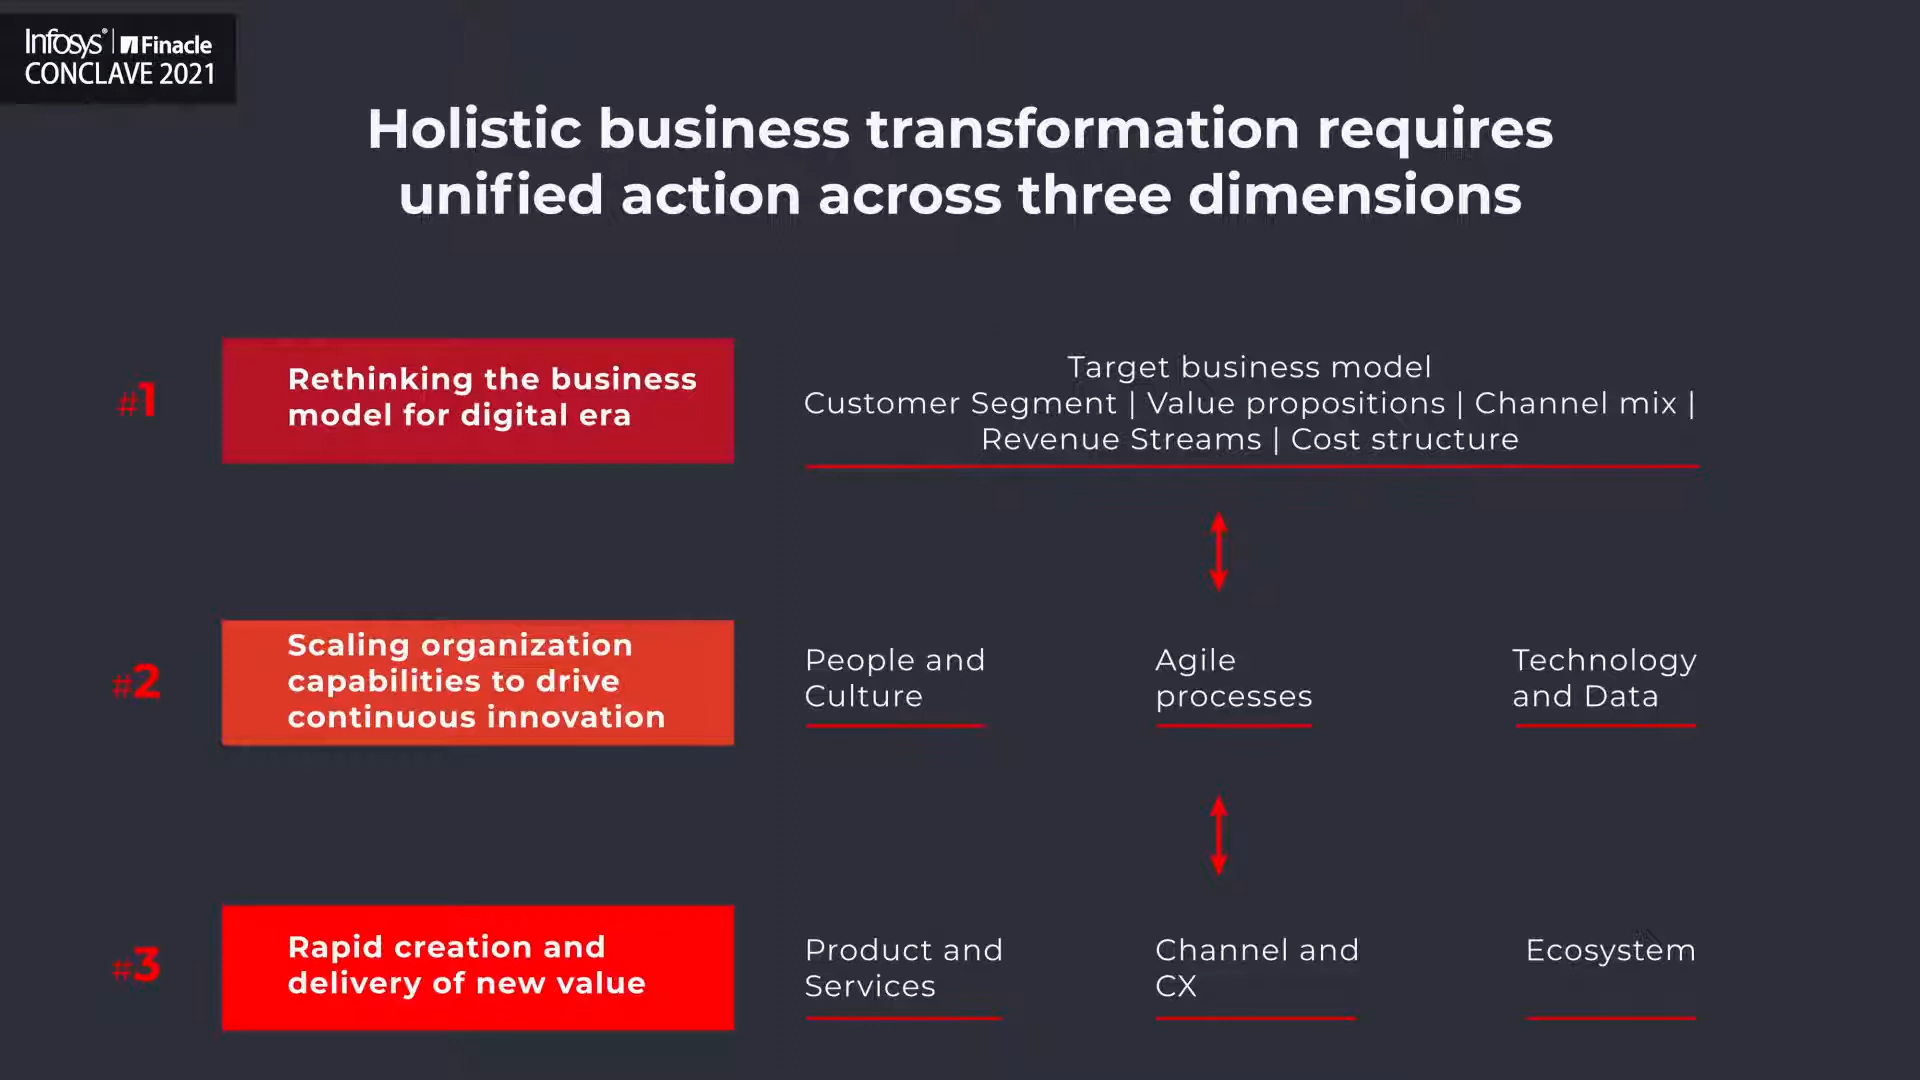 Infosys® | Finacle
CONCLAVE 2021
Holistic business transformation requires
unified action across three dimensions
#1
Rethinking the business
model for digital era
Target business model
Customer Segment | Value propositions | Channel mix |
Revenue Streams | Cost structure
#2
Scaling organization
capabilities to drive
continuous innovation
People and
Culture
Agile
processes
Technology
and Data
#3
Rapid creation and
delivery of new value
Product and
Services
Channel and
CX
Ecosystem